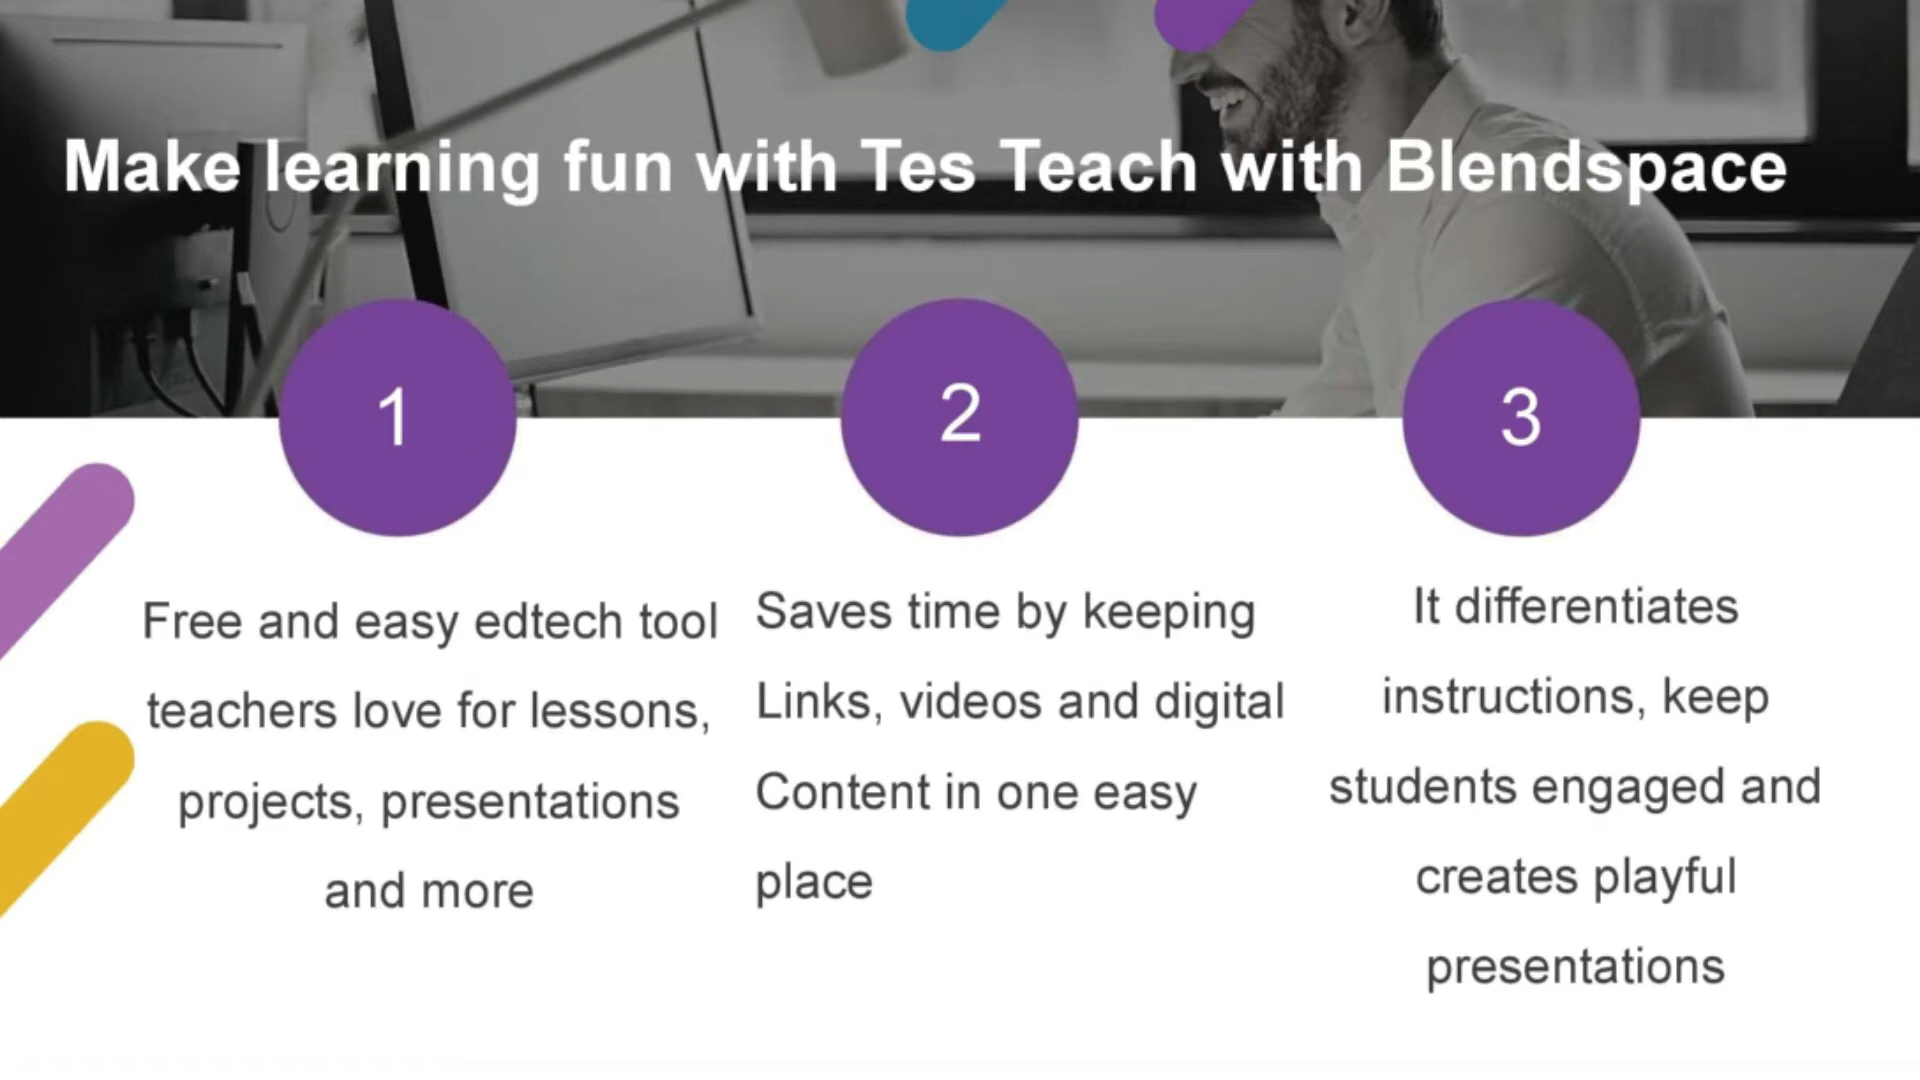 Make learning fun with Tes Teach with Blendspace
1
Free and easy edtech tool
teachers love for lessons,
projects, presentations
and more
2
Saves time by keeping
Links, videos and digital
Content in one easy
place
3
It differentiates
instructions, keep
students engaged and
creates playful
presentations